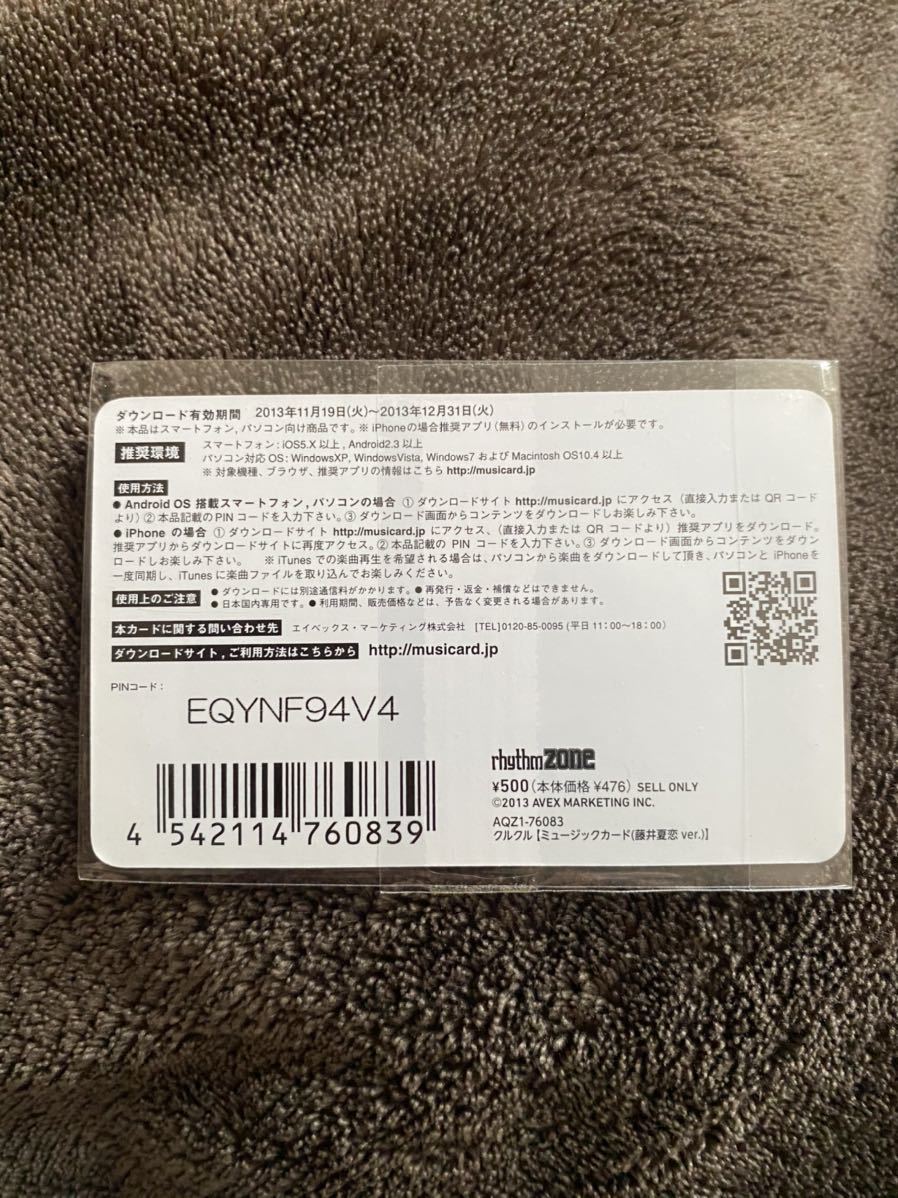 ダウンロード有効期間 2013年11月19日(火)～2013年12月31日(火)
※本品はスマートフォン,パソコン向け商品です。※ iPhoneの場合推奨アプリ(無料)のインストールが必要です。
推奨環境
スマートフォン:iOS5.X 以上 , Android2.3 以上
パソコン対応 OS: WindowsXP, WindowsVista, Windows7 および Macintosh OS10.4 以上
※ 対象機種、ブラウザ、推奨アプリの情報はこちら http://musicard.jp
使用方法
● Android OS 搭載スマートフォン, パソコンの場合 ① ダウンロードサイト http://musicard.jp にアクセス（直接入力または QR コード
より）② 本品記載のPIN コードを入力下さい。③ ダウンロード画面からコンテンツをダウンロードしお楽しみ下さい。
● iPhone の場合 ① ダウンロードサイト http://musicard.jp にアクセス、（直接入力または QR コードより）推奨アプリをダウンロード。
推奨アプリからダウンロードサイトに再度アクセス。② 本品記載の PIN コードを入力下さい。③ ダウンロード画面からコンテンツをダウン
ロードしお楽しみ下さい。 ※ iTunes での楽曲再生を希望される場合は、パソコンから楽曲をダウンロードして頂き、パソコンと iPhoneを
一度同期し、iTunes に楽曲ファイルを取り込んでお楽しみください。
使用上のご注意
● ダウンロードには別途通信料がかかります。● 再発行・返金・補償などはできません。
● 日本国内専用です。● 利用期間、販売価格などは、予告なく変更される場合があります。
本カードに関する問い合わせ先 エイベックス・マーケティング株式会社 [TEL]0120-85-0095 (平日 11:00～18:00)
ダウンロードサイト, ご利用方法はこちらから http://musicard.jp
PINコード:
EQYNF94V4
4 542114 760839
rhythm zone
¥500(本体価格 ¥476) SELL ONLY
©2013 AVEX MARKETING INC.
AQZ1-76083
クルクル【ミュージックカード(藤井夏恋 ver.)】